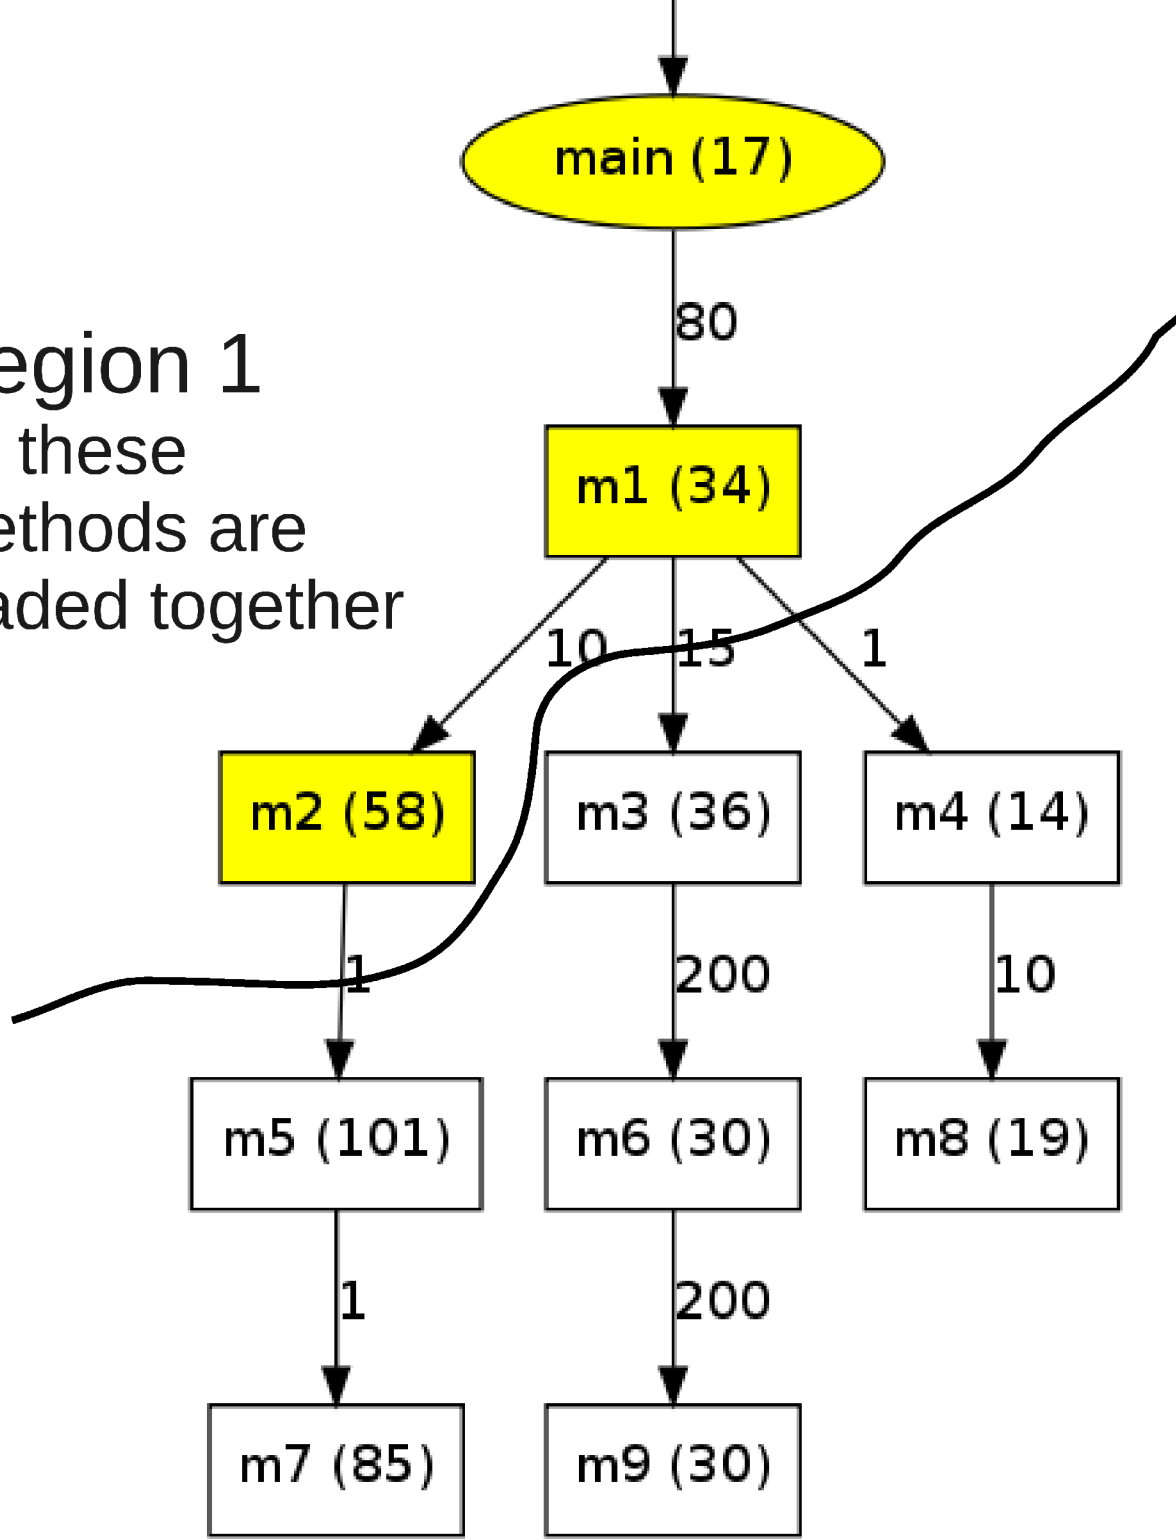 main (17)
80
egion 1
these
ethods are
aded together
m1 (34)
10
15
1
m2 (58)
m3 (36)
m4 (14)
1
200
10
m5 (101)
m6 (30)
m8 (19)
1
200
m7 (85)
m9 (30)